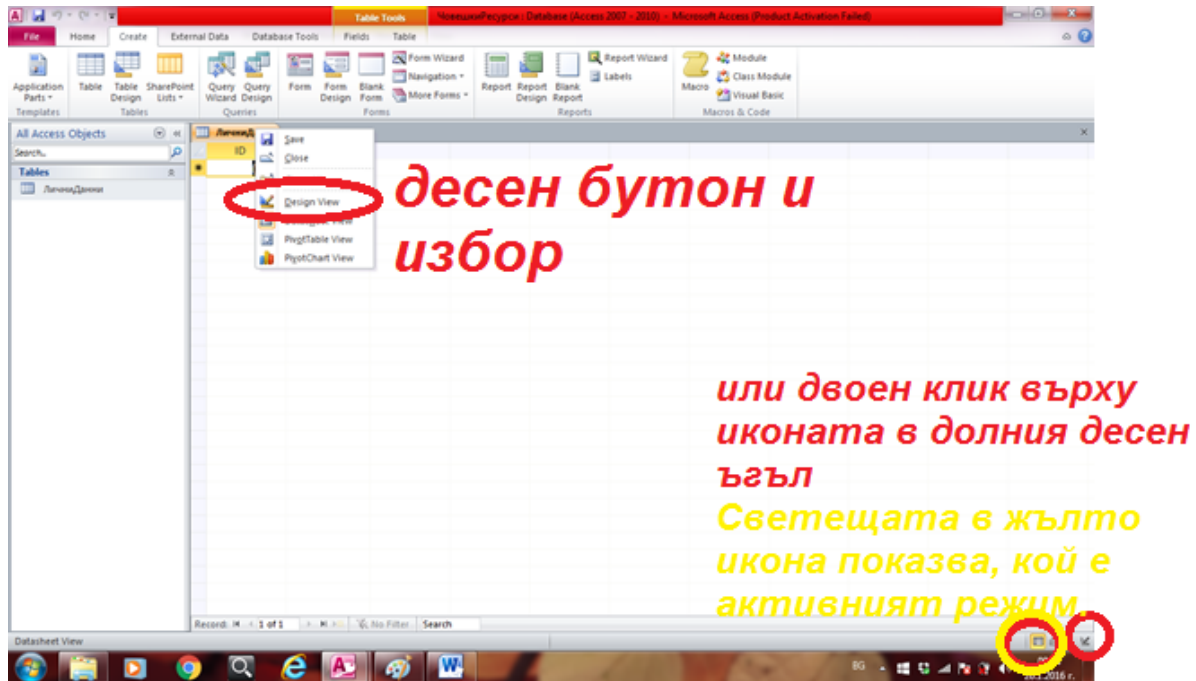 Table Tools
ЧовешкиРесурси : Database (Access 2007 - 2010) - Microsoft Access (Product Activation Failed)
File Home Create External Data Database Tools Fields Table
Application Parts
Table
Table Design
SharePoint Lists
Query Wizard
Query Design
Form
Form Design
Blank Form
Form Wizard
Navigation
More Forms
Report
Report Design
Blank Report
Report Wizard
Labels
Macro
Module
Class Module
Visual Basic
Templates Tables Queries Forms Reports Macros & Code
All Access Objects
Search...
Tables
ЛичниДанни
ID
Save
Close
Design View
PivotTable View
PivotChart View
десен бутон и
избор
или двоен клик върху
иконата в долния десен
ъгъл
Светещата в жълто
икона показва, кой е
активният режим.
Record: 1 of 1 No Filter Search
Datasheet View
BG